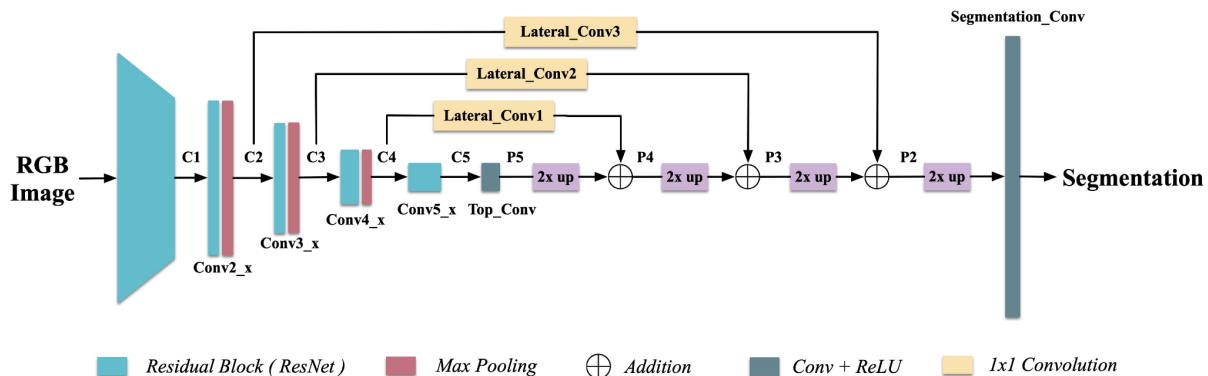 Segmentation_Conv
Lateral_Conv3
Lateral_Conv2
Lateral_Conv1
RGB
Image
C1
C2
C3
C4
C5
P5
2x up
P4
2x up
P3
2x up
P2
2x up
Segmentation
Conv2_x
Conv3_x
Conv4_x
Conv5_x
Top_Conv
Residual Block ( ResNet )
Max Pooling
Addition
Conv + ReLU
1x1 Convolution